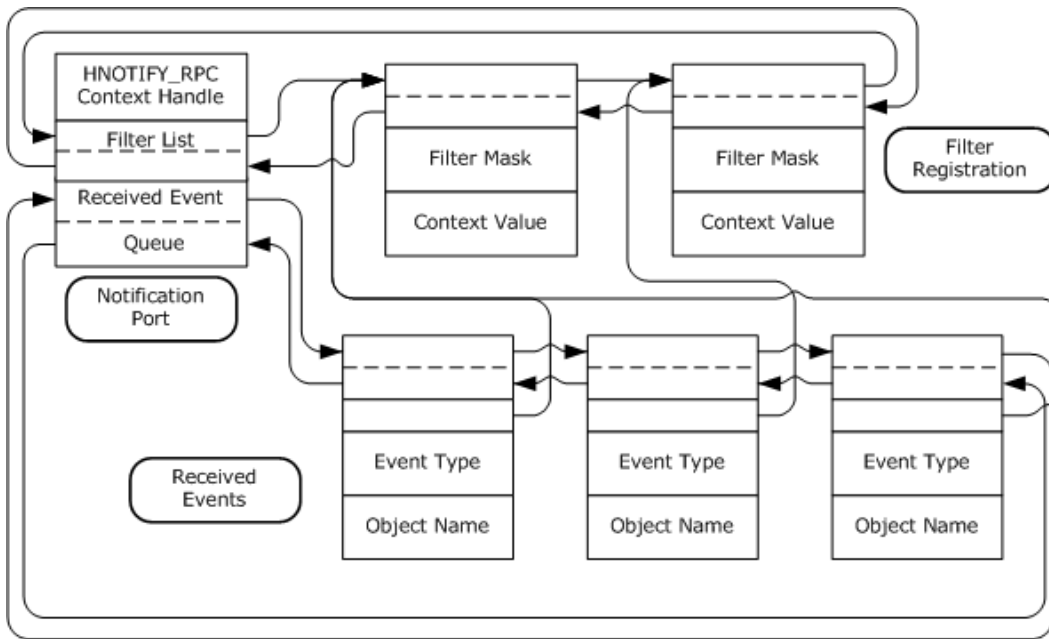 HNOTIFY_RPC
Context Handle
Filter List
Received Event
Queue
Notification
Port
Filter Mask
Context Value
Filter Mask
Context Value
Filter
Registration
Received
Events
Event Type
Object Name
Event Type
Object Name
Event Type
Object Name